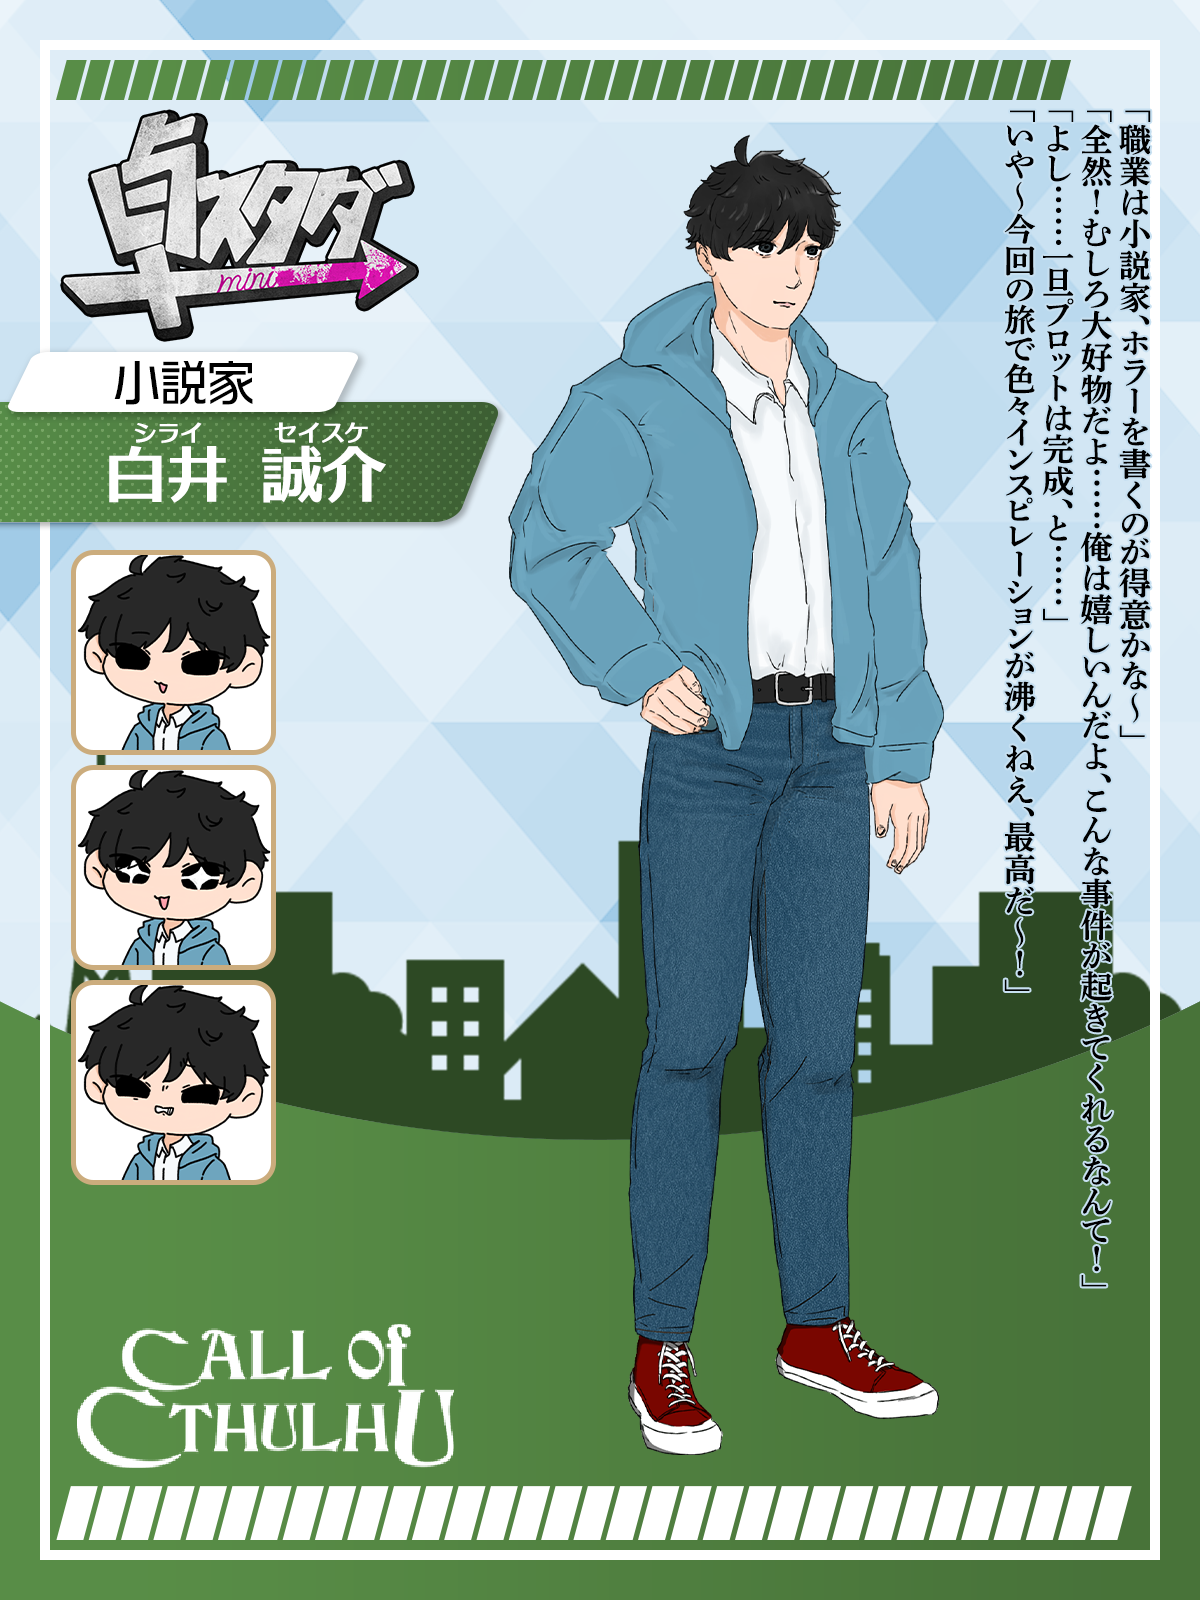 卓スタダ
mini
小説家
シライ セイスケ
白井 誠介
「職業は小説家、ホラーを書くのが得意かな～」
「全然！むしろ大好物だよ……俺は嬉しいんだよ、こんな事件が起きてくれるなんて！」
「よし……一旦プロットは完成、と……」
「いや～今回の旅で色々インスピレーションが沸くねえ、最高だ～！」
CALL of
CTHULHU